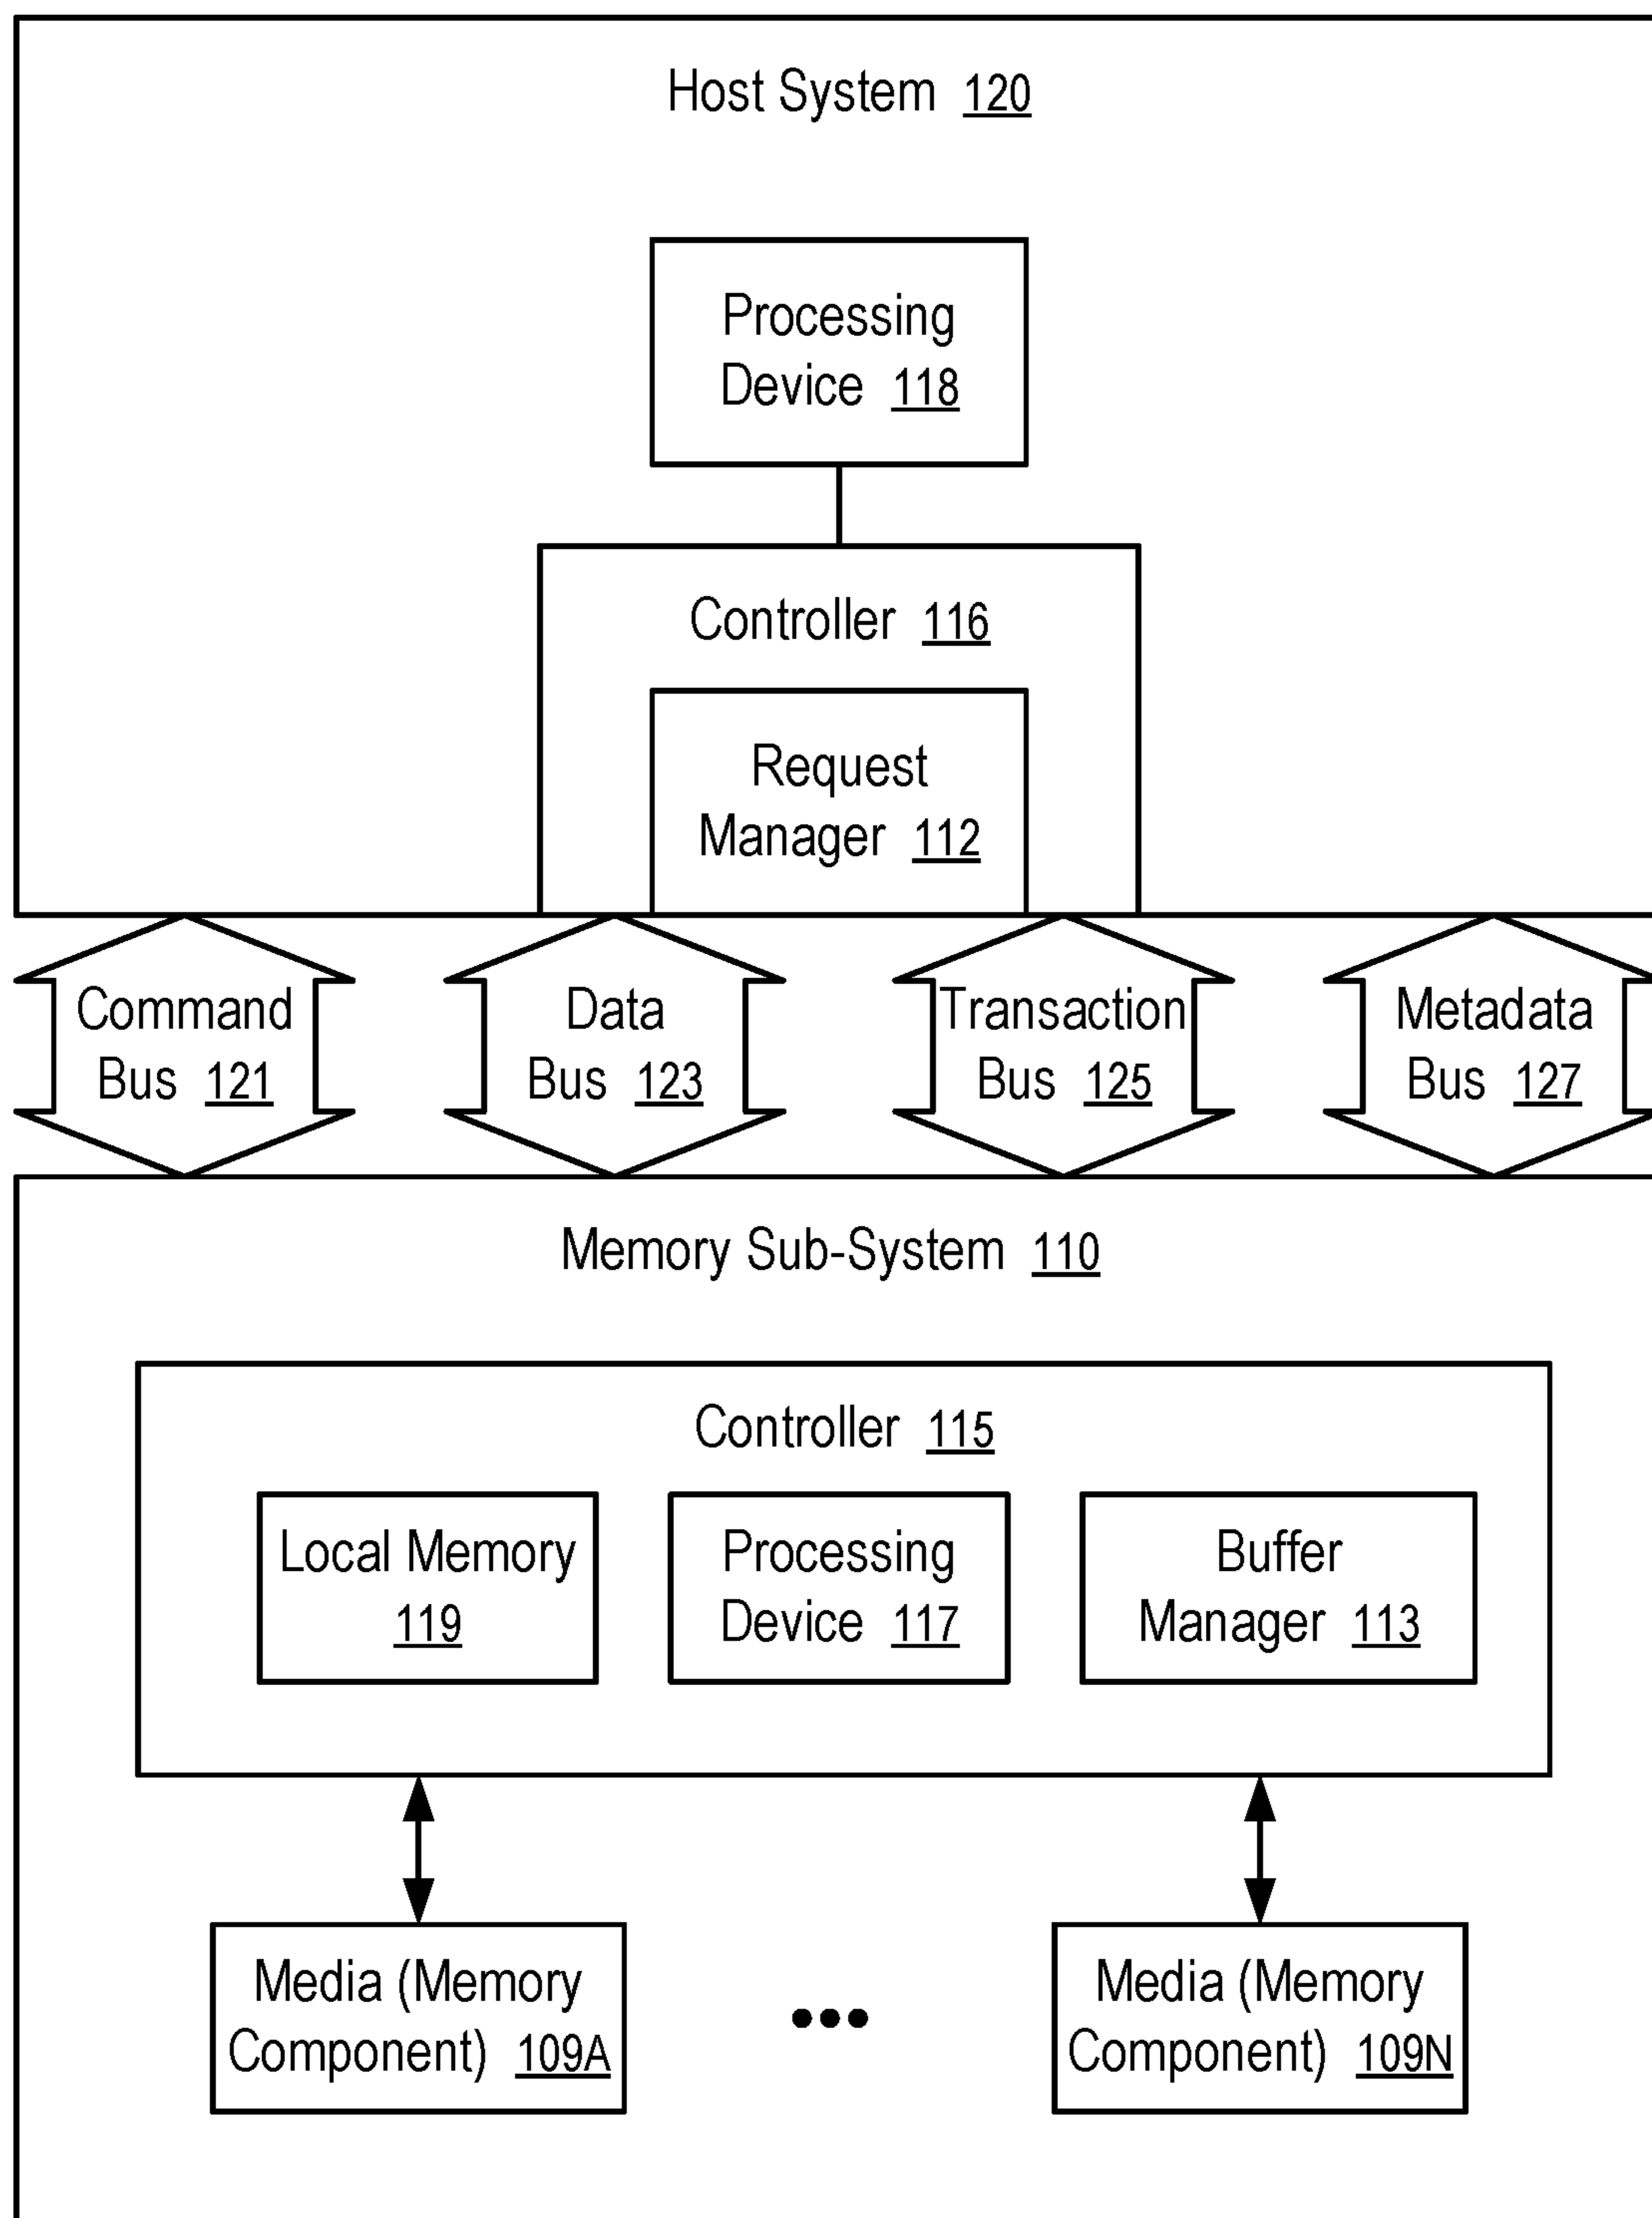 Host System 120
Processing
Device 118
Controller 116
Request
Manager 112
Command
Bus 121
Data
Bus 123
Transaction
Bus 125
Metadata
Bus 127
Memory Sub-System 110
Controller 115
Local Memory
119
Processing
Device 117
Buffer
Manager 113
Media (Memory
Component) 109A
Media (Memory
Component) 109N